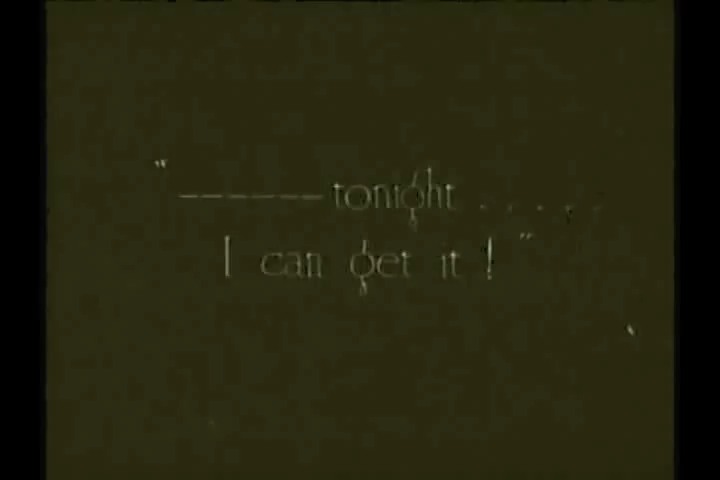 "------tonight.....
I can get it!"